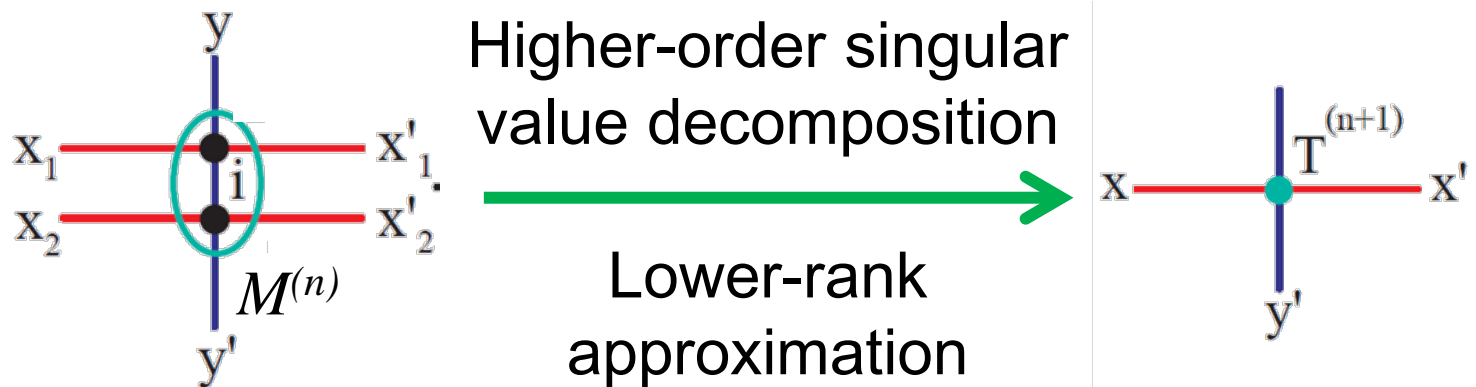 y
x₁ x'₁
i
x₂ x'₂
M⁽ⁿ⁾
y'
Higher-order singular
value decomposition
Lower-rank
approximation
T⁽ⁿ⁺¹⁾
x x'
y'